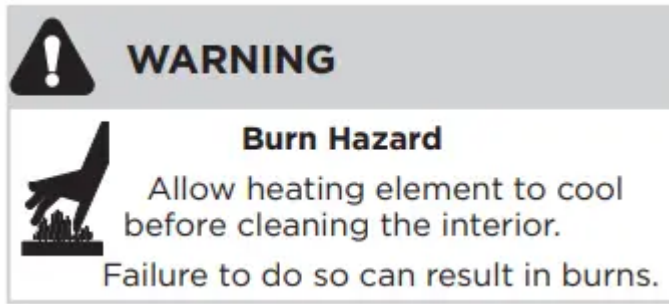 WARNING
Burn Hazard
Allow heating element to cool
before cleaning the interior.
Failure to do so can result in burns.